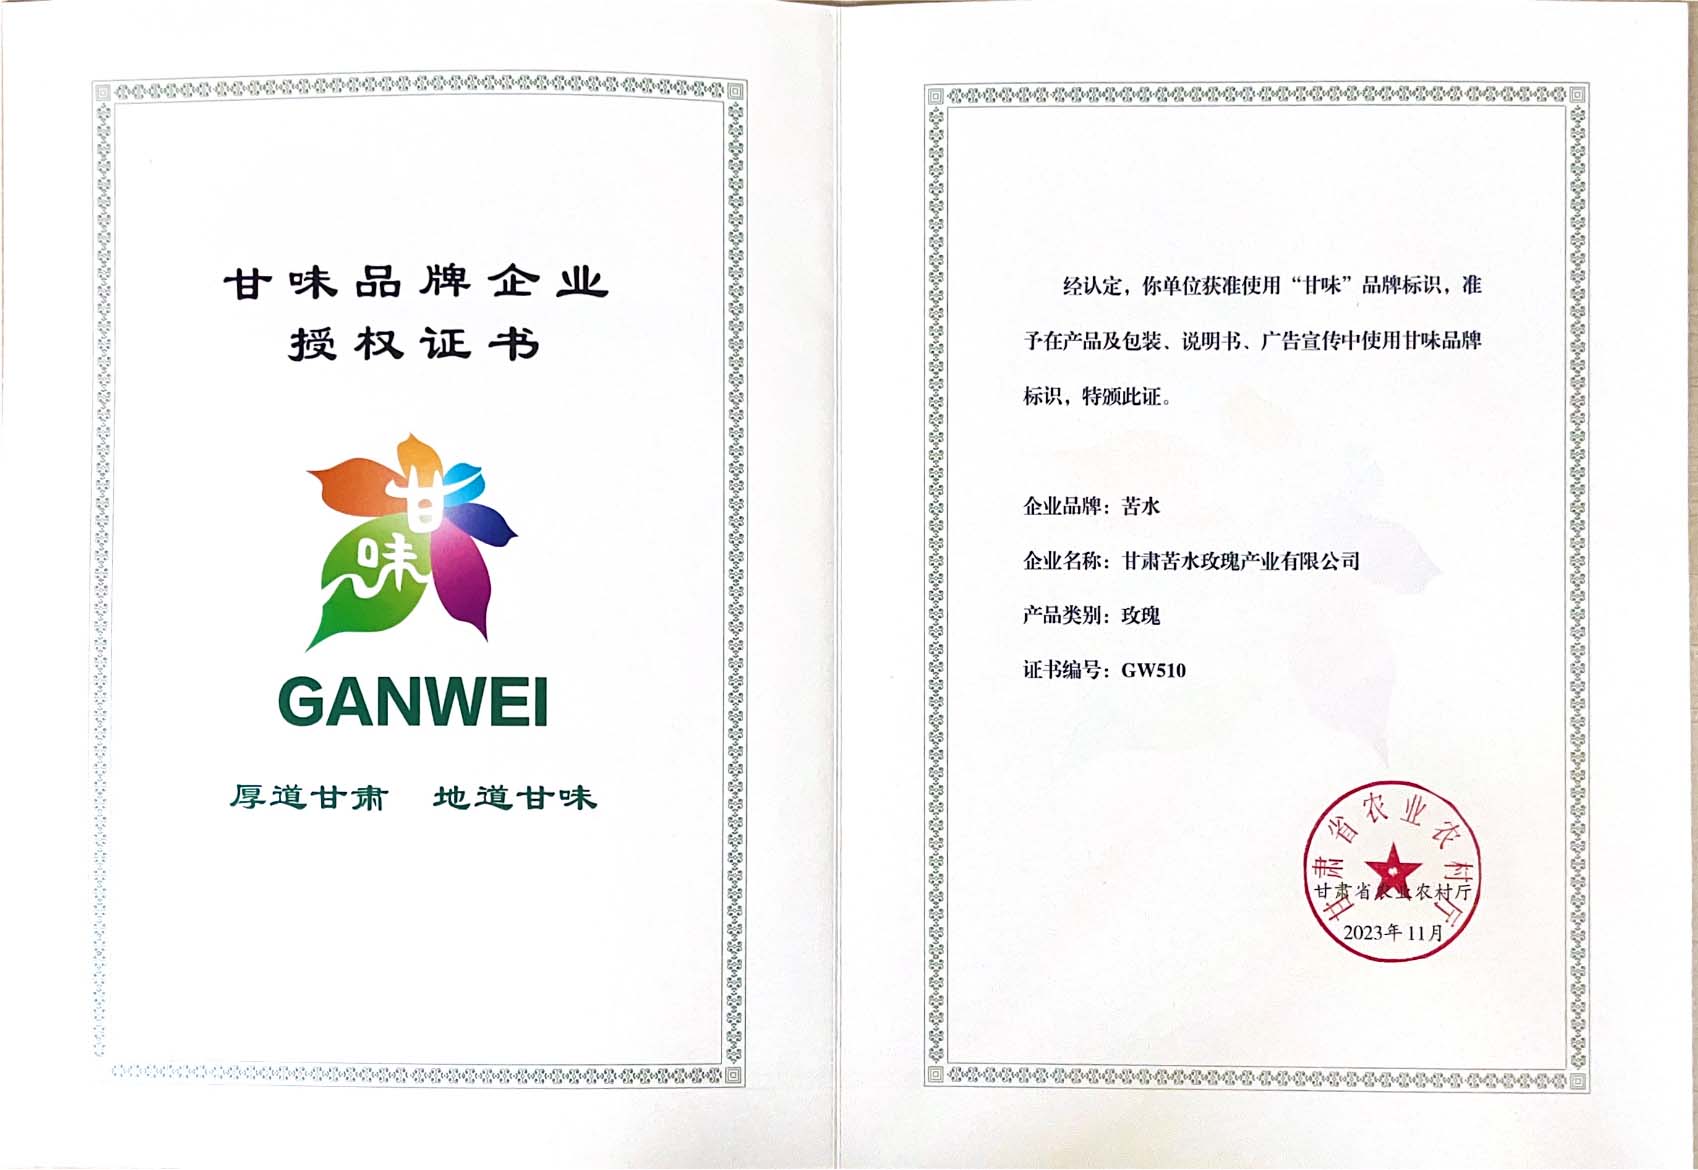 甘味品牌企业
授权证书
甘
味
GANWEI
厚道甘肃 地道甘味
经认定，你单位获准使用“甘味”品牌标识，准
予在产品及包装、说明书、广告宣传中使用甘味品牌
标识，特颁此证。
企业品牌：苦水
企业名称：甘肃苦水玫瑰产业有限公司
产品类别：玫瑰
证书编号：GW510
甘肃省农业农村厅
甘肃省农业农村厅
2023年11月